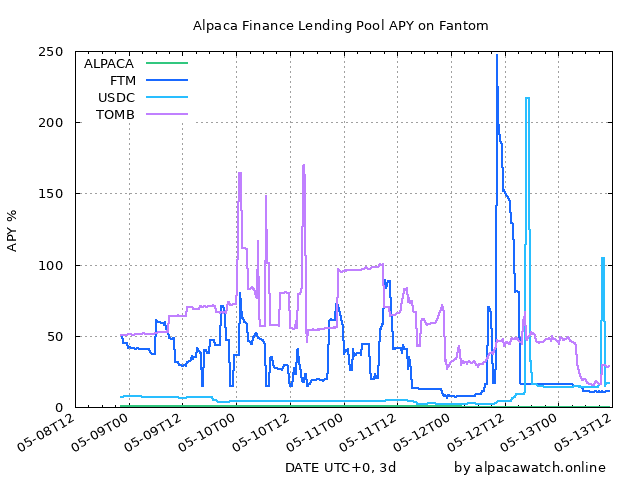 Alpaca Finance Lending Pool APY on Fantom
250
200
150
100
50
0
APY %
ALPACA
FTM
USDC
TOMB
05-08T12
05-09T00
05-09T12
05-10T00
05-10T12
05-11T00
05-11T12
05-12T00
05-12T12
05-13T00
05-13T12
DATE UTC+0, 3d
by alpacawatch.online